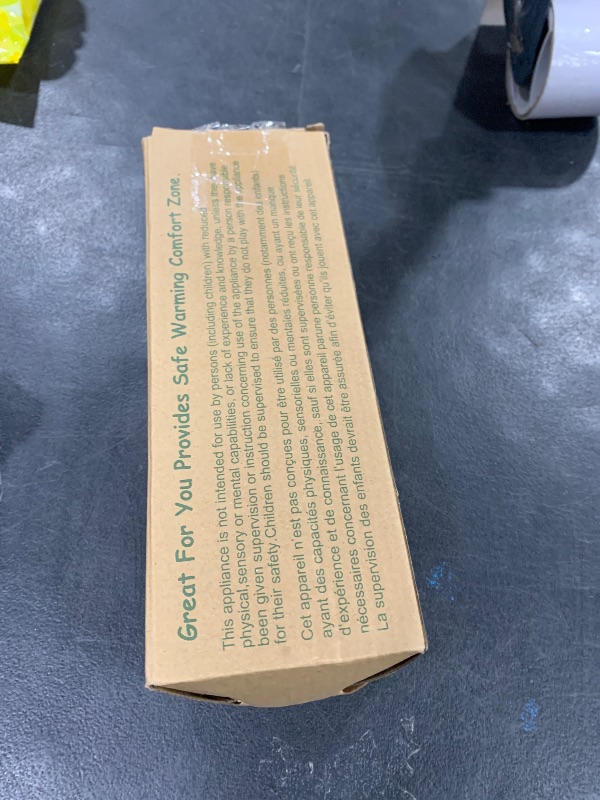 Great For You Provides Safe Warming Comfort Zone.
This appliance is not intended for use by persons (including children) with reduced
physical,sensory or mental capabilities, or lack of experience and knowledge, unless they have
been given supervision or instruction concerning use of the appliance by a person responsible
for their safety.Children should be supervised to ensure that they do not play with the appliance
Cet appareil n'est pas conçues pour être utilisé par des personnes (notamment des enfants)
ayant des capacités physiques, sensorielles ou mentales réduites, ou ayant un manque
d'expérience et de connaissance, sauf si elles sont supervisées ou ont reçu les instructions
nécessaires concernant l'usage de cet appareil parune personne responsable de leur sécurité
La supervision des enfants devrait être assurée afin d'éviter qu'ils jouent avec cet appareil